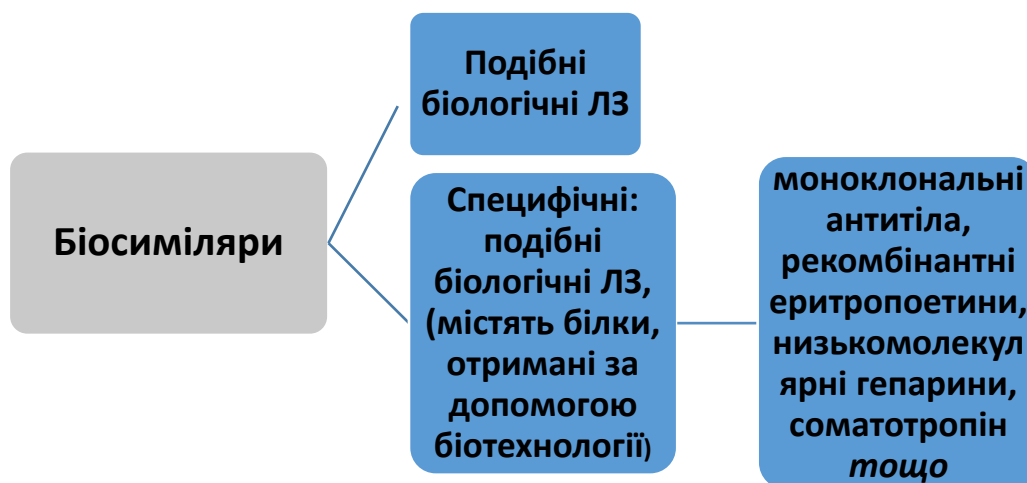 Подібні
біологічні ЛЗ
Біосиміляри
Специфічні:
подібні
біологічні ЛЗ,
(містять білки,
отримані за
допомогою
біотехнології)
моноклональні
антитіла,
рекомбінантні
еритропоетини,
низькомолекул
ярні гепарини,
соматотропін
тощо